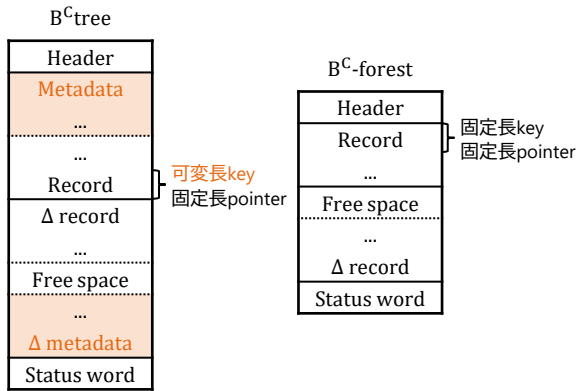 B^Ctree
Header
Metadata
...
...
Record
Δ record
...
Free space
...
Δ metadata
Status word
可変長key
固定長pointer
B^C-forest
Header
Record
...
Free space
...
Δ record
Status word
固定長key
固定長pointer